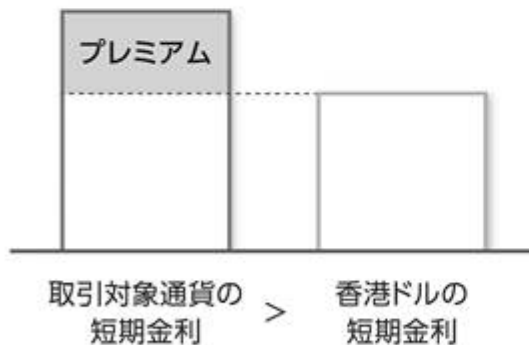 プレミアム
取引対象通貨の
短期金利
>
香港ドルの
短期金利